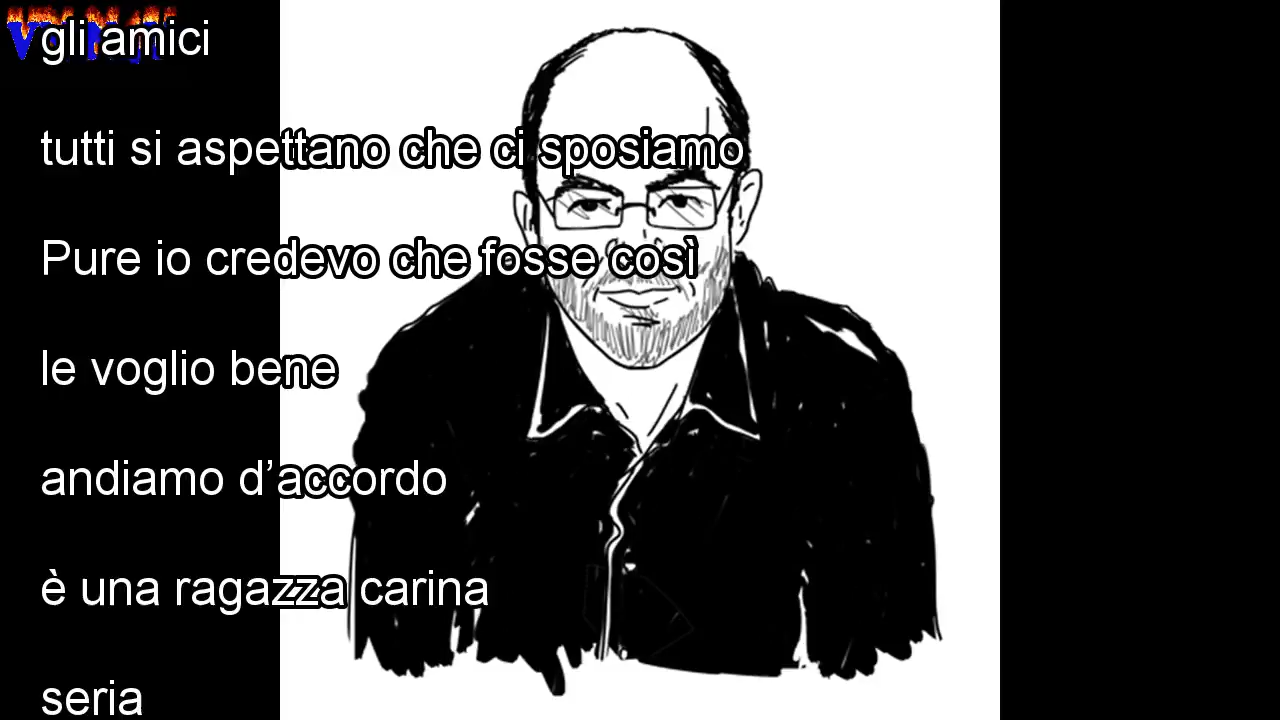 gli amici
tutti si aspettano che ci sposiamo
Pure io credevo che fosse così
le voglio bene
andiamo d’accordo
è una ragazza carina
seria